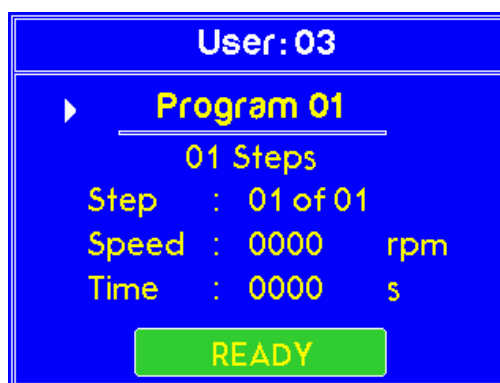 User:03
Program 01
01 Steps
Step : 01 of 01
Speed : 0000 rpm
Time : 0000 s
READY